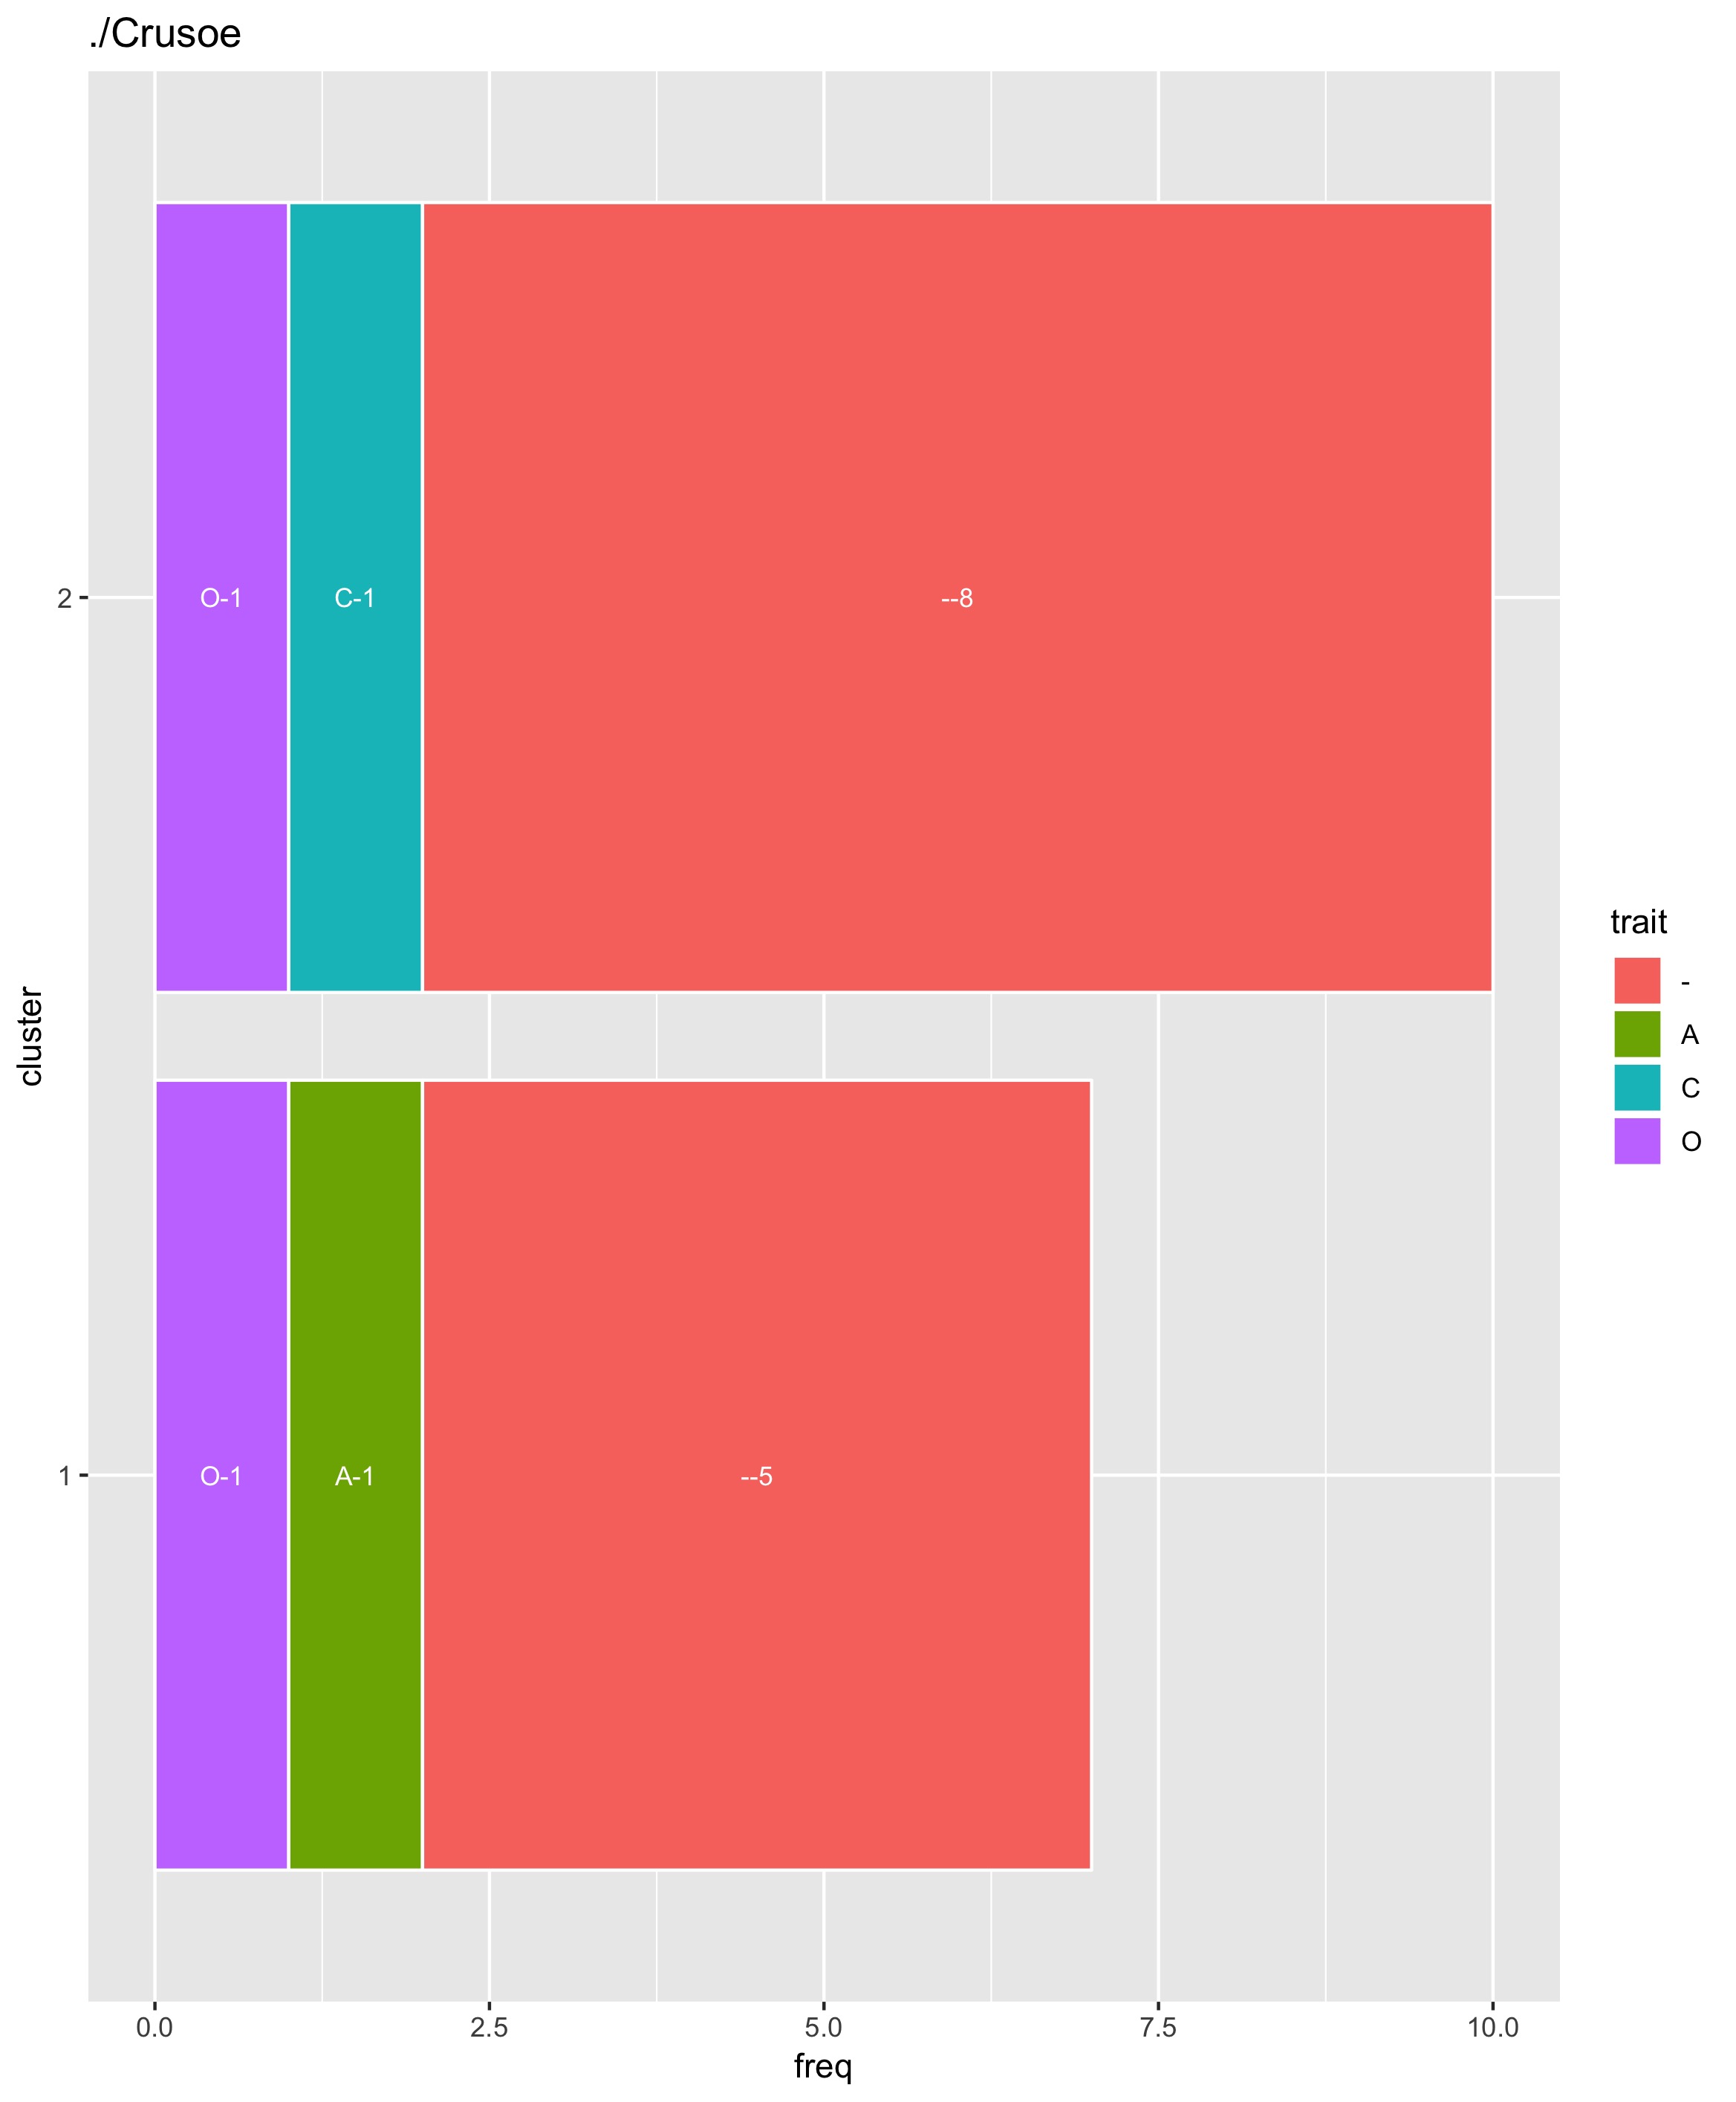 ./Crusoe
2
O-1
C-1
--8
cluster
1
O-1
A-1
--5
0.0
2.5
5.0
7.5
10.0
freq
trait
-
A
C
O